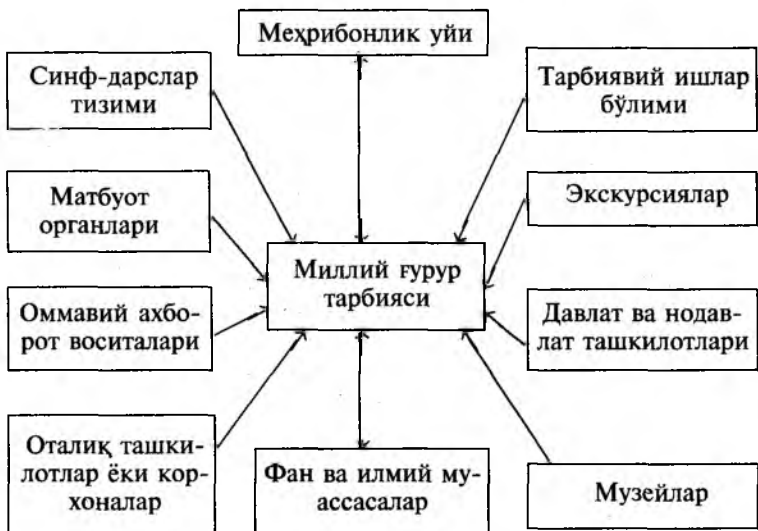 Меҳрибонлик уйи
Синф-дарслар
тизими
Тарбиявий ишлар
бўлими
Матбуот
органлари
Экскурсиялар
Миллий ғурур
тарбияси
Оммавий ахбо-
рот воситалари
Давлат ва нодав-
лат ташкилотлари
Оталиқ ташки-
лотлар ёки кор-
хоналар
Фан ва илмий му-
ассасалар
Музейлар